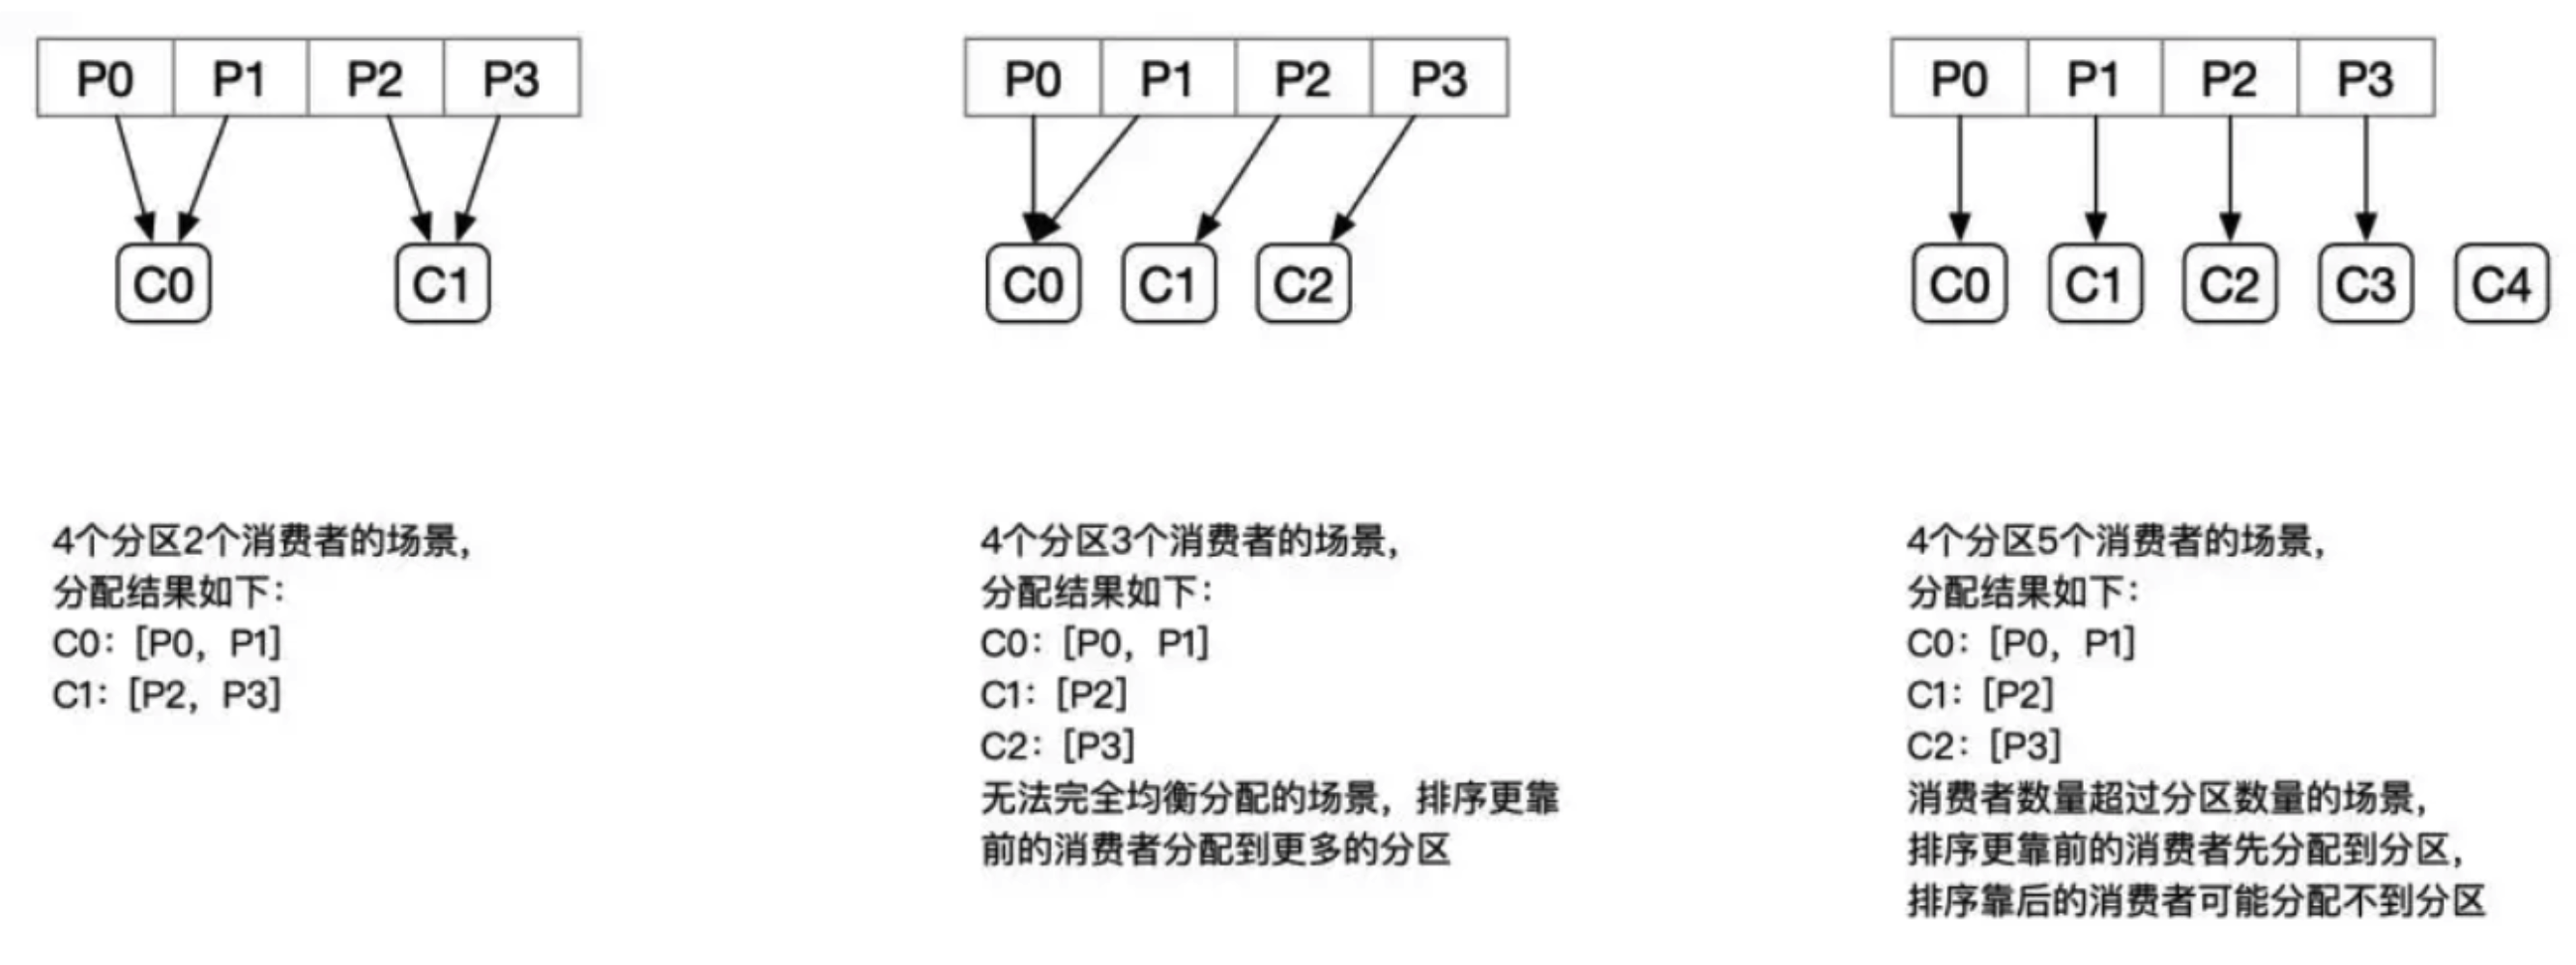 P0 P1 P2 P3
C0 C1
4个分区2个消费者的场景，
分配结果如下：
C0：[P0，P1]
C1：[P2，P3]
P0 P1 P2 P3
C0 C1 C2
4个分区3个消费者的场景，
分配结果如下：
C0：[P0，P1]
C1：[P2]
C2：[P3]
无法完全均衡分配的场景，排序更靠
前的消费者分配到更多的分区
P0 P1 P2 P3
C0 C1 C2 C3 C4
4个分区5个消费者的场景，
分配结果如下：
C0：[P0，P1]
C1：[P2]
C2：[P3]
消费者数量超过分区数量的场景，
排序更靠前的消费者先分配到分区，
排序靠后的消费者可能分配不到分区